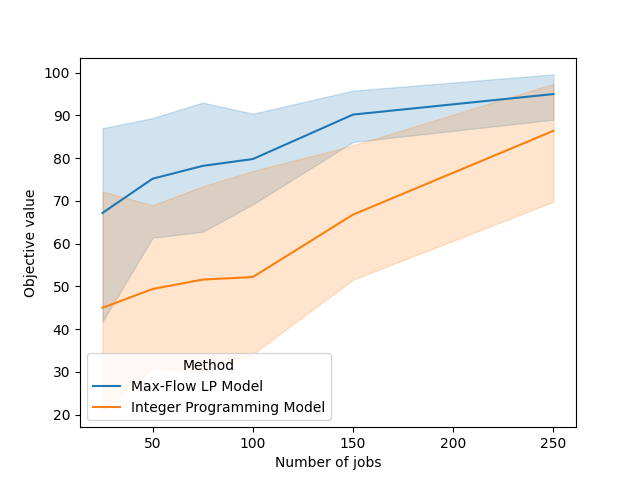 100
90
80
70
60
50
40
30
20
Objective value
Method
Max-Flow LP Model
Integer Programming Model
50 100 150 200 250
Number of jobs